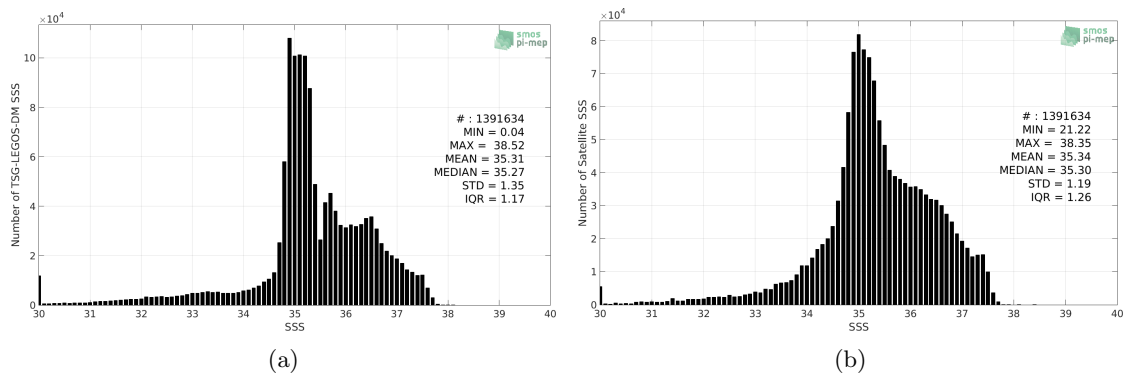 ×10⁴
10
8
6
4
2
0
Number of TSG-LEGOS-DM SSS
smos
pi-mep
# : 1391634
MIN = 0.04
MAX = 38.52
MEAN = 35.31
MEDIAN = 35.27
STD = 1.35
IQR = 1.17
30 31 32 33 34 35 36 37 38 39 40
SSS
(a)
×10⁴
8
7
6
5
4
3
2
1
0
Number of Satellite SSS
smos
pi-mep
# : 1391634
MIN = 21.22
MAX = 38.35
MEAN = 35.34
MEDIAN = 35.30
STD = 1.19
IQR = 1.26
30 31 32 33 34 35 36 37 38 39 40
SSS
(b)